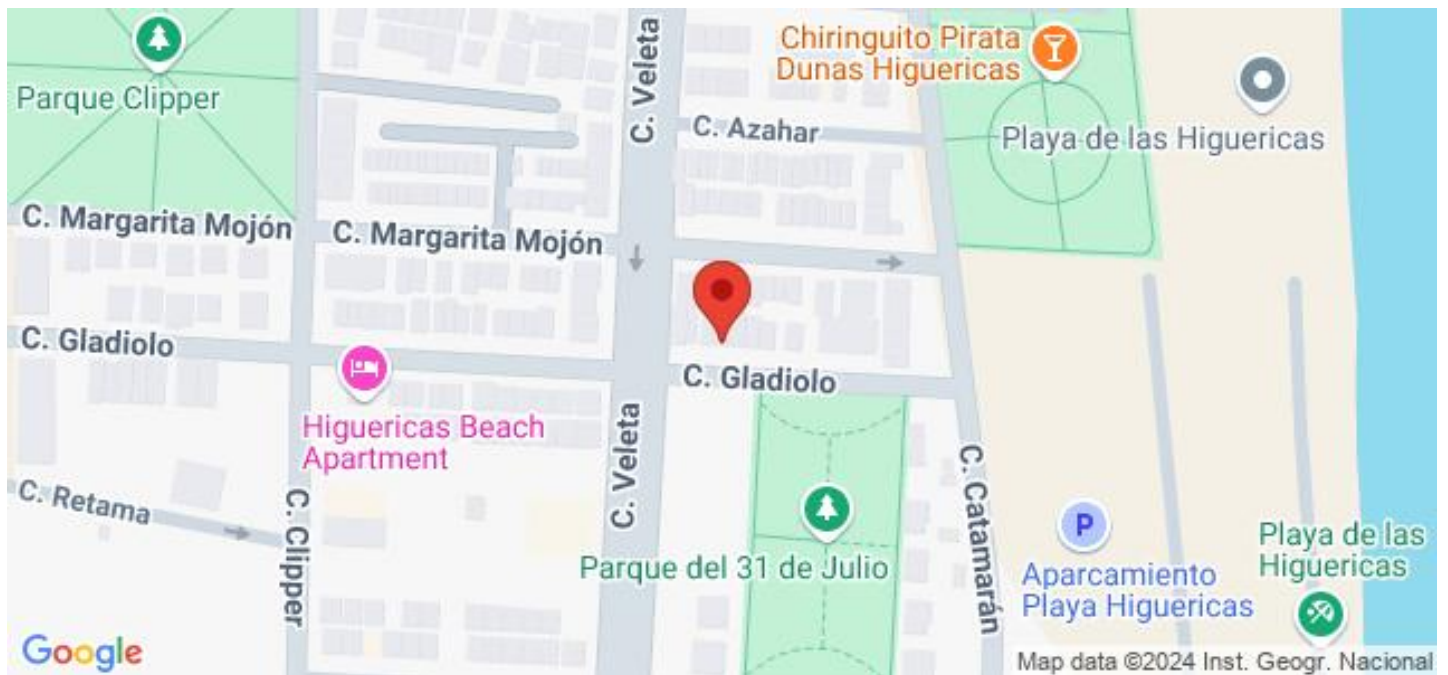 C. Veleta
Chiringuito Pirata
Dunas Higuericas
Parque Clipper
C. Azahar
Playa de las Higuericas
C. Margarita Mojón
C. Margarita Mojón
C. Gladiolo
C. Gladiolo
Higuericas Beach
Apartment
C. Veleta
C. Retama
C. Clipper
C. Catamarán
P
Parque del 31 de Julio
Aparcamiento
Playa Higuericas
Playa de las
Higuericas
Google
Map data ©2024 Inst. Geogr. Nacional